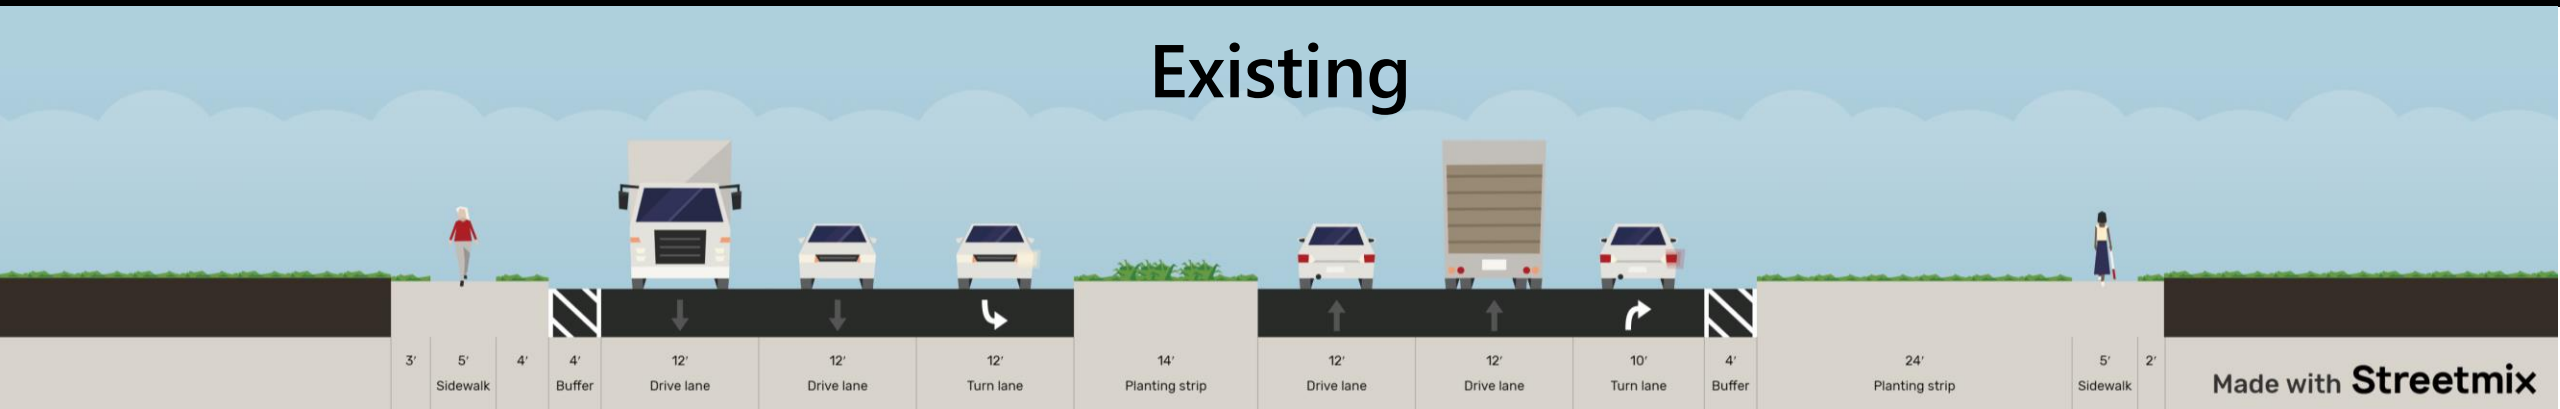 Existing
3' 5' 4' 4' 12' 12' 12' 14' 12' 12' 10' 4' 24' 5' 2'
Sidewalk Buffer Drive lane Drive lane Turn lane Planting strip Drive lane Drive lane Turn lane Buffer Planting strip Sidewalk
Made with Streetmix